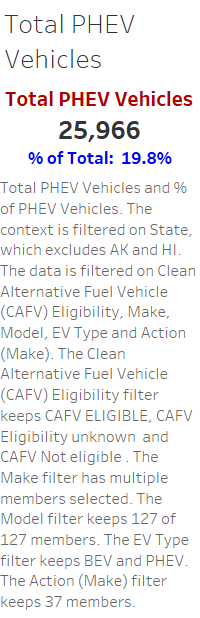 Total PHEV
Vehicles
Total PHEV Vehicles
25,966
% of Total: 19.8%
Total PHEV Vehicles and %
of PHEV Vehicles. The
context is filtered on State,
which excludes AK and HI.
The data is filtered on Clean
Alternative Fuel Vehicle
(CAFV) Eligibility, Make,
Model, EV Type and Action
(Make). The Clean
Alternative Fuel Vehicle
(CAFV) Eligibility filter
keeps CAFV ELIGIBLE, CAFV
Eligibility unknown  and
CAFV Not eligible . The
Make filter has multiple
members selected. The
Model filter keeps 127 of
127 members. The EV Type
filter keeps BEV and PHEV.
The Action (Make) filter
keeps 37 members.